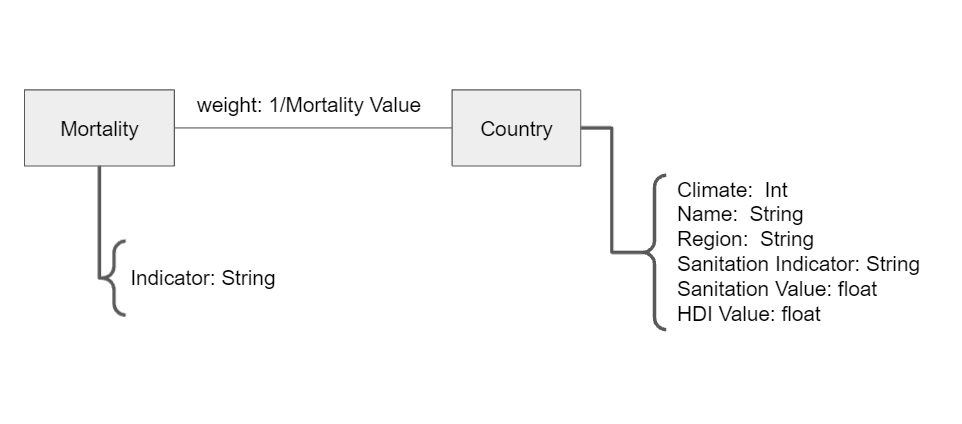 weight: 1/Mortality Value
Mortality
Country
Climate:  Int
Name:  String
Region:  String
Sanitation Indicator: String
Sanitation Value: float
HDI Value: float
Indicator: String